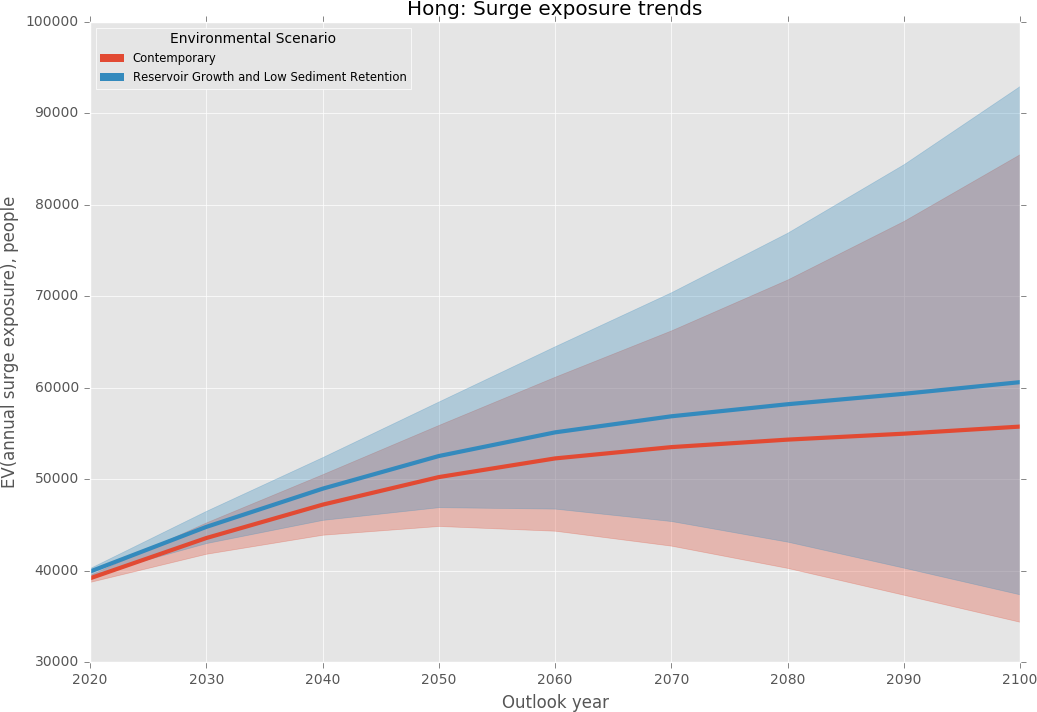 Hong: Surge exposure trends
Environmental Scenario
Contemporary
Reservoir Growth and Low Sediment Retention
EV(annual surge exposure), people
100000
90000
80000
70000
60000
50000
40000
30000
2020 2030 2040 2050 2060 2070 2080 2090 2100
Outlook year